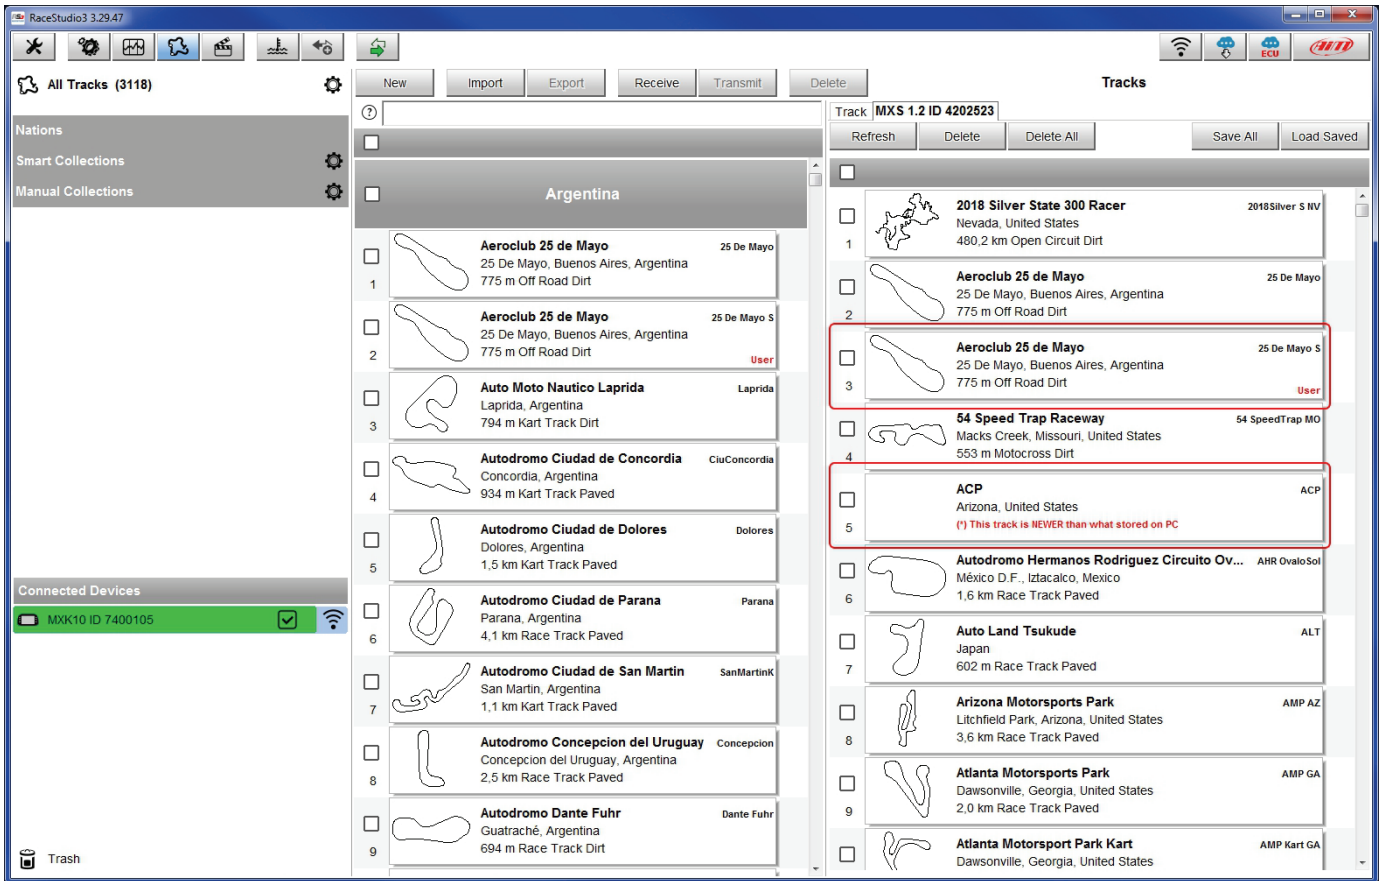 RaceStudio3 3.29.47
ECU
AiM
All Tracks (3118)
Nations
Smart Collections
Manual Collections
Connected Devices
MXK10 ID 7400105
Trash
New Import Export Receive Transmit Delete
?
Argentina
Aeroclub 25 de Mayo 25 De Mayo
25 De Mayo, Buenos Aires, Argentina
775 m Off Road Dirt
1
Aeroclub 25 de Mayo 25 De Mayo S
25 De Mayo, Buenos Aires, Argentina
775 m Off Road Dirt
User
2
Auto Moto Nautico Laprida Laprida
Laprida, Argentina
794 m Kart Track Dirt
3
Autodromo Ciudad de Concordia CiuConcordia
Concordia, Argentina
934 m Kart Track Paved
4
Autodromo Ciudad de Dolores Dolores
Dolores, Argentina
1,5 km Kart Track Paved
5
Autodromo Ciudad de Parana Parana
Parana, Argentina
4,1 km Race Track Paved
6
Autodromo Ciudad de San Martin SanMartinK
San Martin, Argentina
1,1 km Kart Track Paved
7
Autodromo Concepcion del Uruguay Concepcion
Concepcion del Uruguay, Argentina
2,5 km Race Track Paved
8
Autodromo Dante Fuhr Dante Fuhr
Guatraché, Argentina
694 m Race Track Dirt
9
Tracks
Track MXS 1.2 ID 4202523
Refresh Delete Delete All Save All Load Saved
2018 Silver State 300 Racer 2018Silver S NV
Nevada, United States
480,2 km Open Circuit Dirt
1
Aeroclub 25 de Mayo 25 De Mayo
25 De Mayo, Buenos Aires, Argentina
775 m Off Road Dirt
2
Aeroclub 25 de Mayo 25 De Mayo S
25 De Mayo, Buenos Aires, Argentina
775 m Off Road Dirt
User
3
54 Speed Trap Raceway 54 SpeedTrap MO
Macks Creek, Missouri, United States
553 m Motocross Dirt
4
ACP ACP
Arizona, United States
(*) This track is NEWER than what stored on PC
5
Autodromo Hermanos Rodriguez Circuito Ov... AHR OvaloSol
México D.F., Iztacalco, Mexico
1,6 km Race Track Paved
6
Auto Land Tsukude ALT
Japan
602 m Race Track Paved
7
Arizona Motorsports Park AMP AZ
Litchfield Park, Arizona, United States
3,6 km Race Track Paved
8
Atlanta Motorsports Park AMP GA
Dawsonville, Georgia, United States
2,0 km Race Track Paved
9
Atlanta Motorsport Park Kart AMP Kart GA
Dawsonville, Georgia, United States